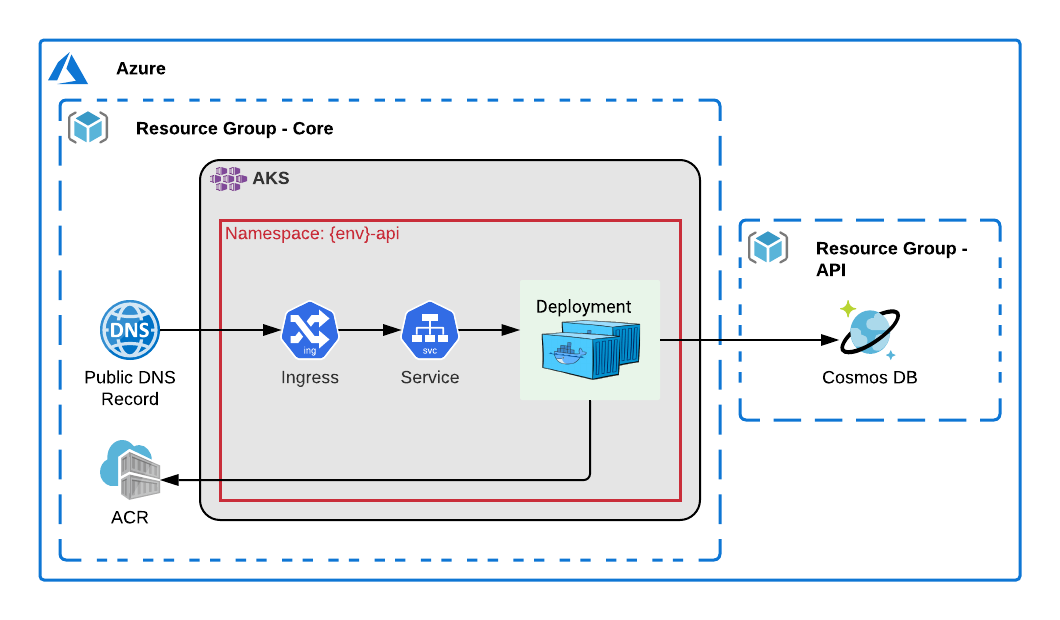 Azure
Resource Group - Core
AKS
Namespace: {env}-api
Resource Group -
API
Deployment
DNS
ing
svc
Public DNS
Record
Ingress
Service
Cosmos DB
ACR